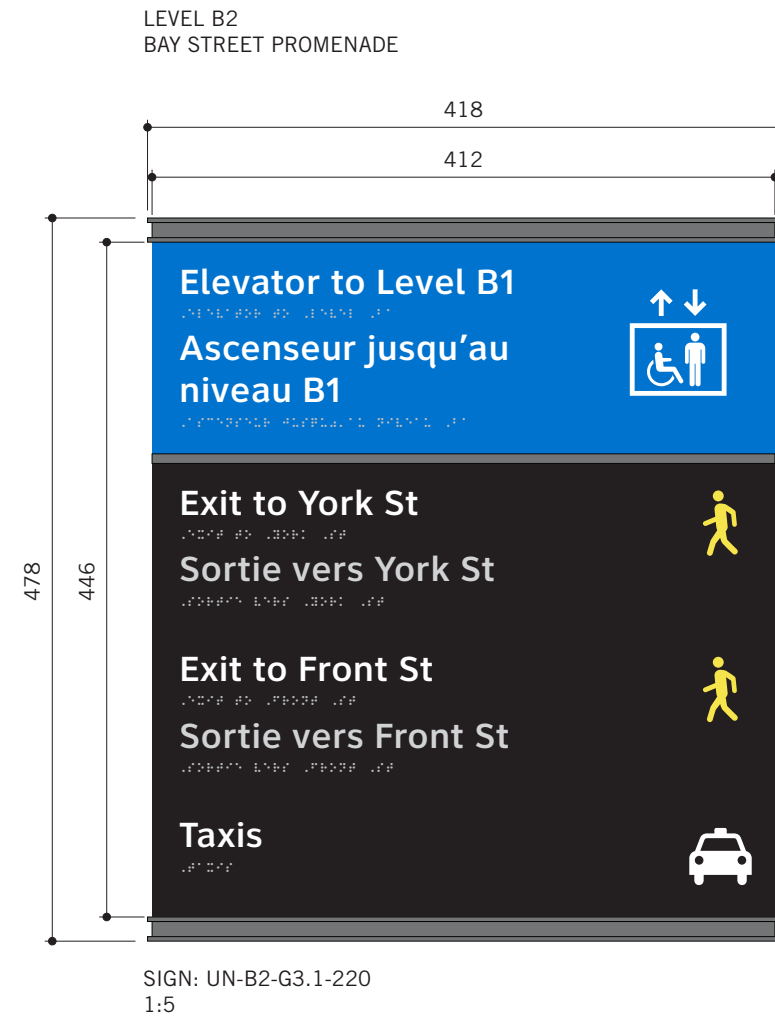 LEVEL B2
BAY STREET PROMENADE
418
412
478
446
Elevator to Level B1
Ascenseur jusqu’au
niveau B1
Exit to York St
Sortie vers York St
Exit to Front St
Sortie vers Front St
Taxis
SIGN: UN-B2-G3.1-220
1:5